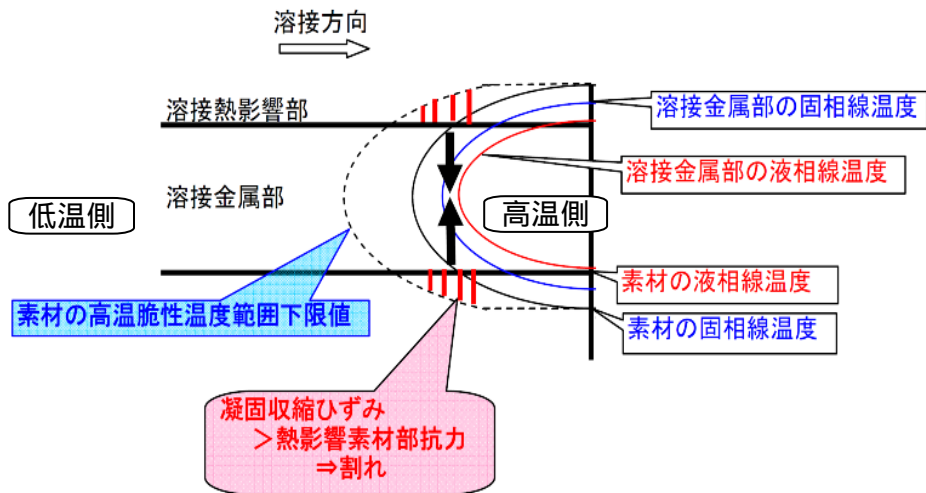 溶接方向
溶接熱影響部
溶接金属部の固相線温度
溶接金属部の液相線温度
溶接金属部
低温側
高温側
素材の液相線温度
素材の高温脆性温度範囲下限値
素材の固相線温度
凝固収縮ひずみ
＞熱影響素材部抗力
⇒割れ